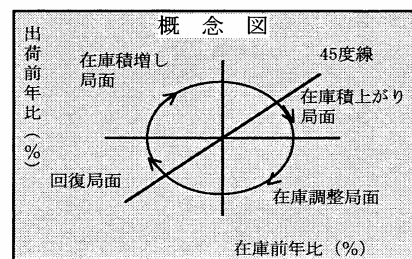 概 念 図
出荷前年比（%）
在庫積増し
局面
45度線
在庫積上がり
局面
回復局面
在庫調整局面
在庫前年比（%）